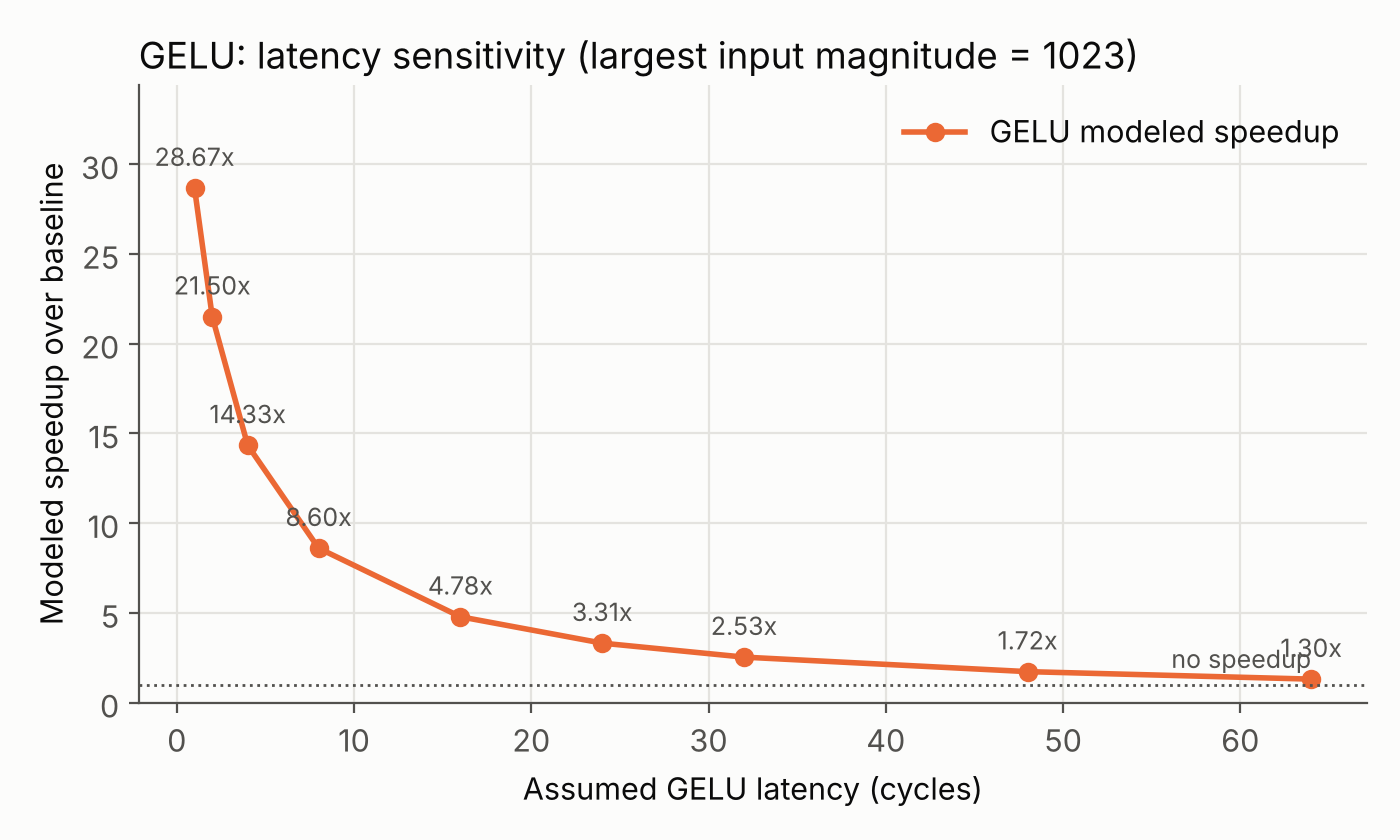 GELU: latency sensitivity (largest input magnitude = 1023)
GELU modeled speedup
Modeled speedup over baseline
30
25
20
15
10
5
0
28.67x
21.50x
14.33x
8.60x
4.78x
3.31x
2.53x
1.72x
1.30x
no speedup
0 10 20 30 40 50 60
Assumed GELU latency (cycles)